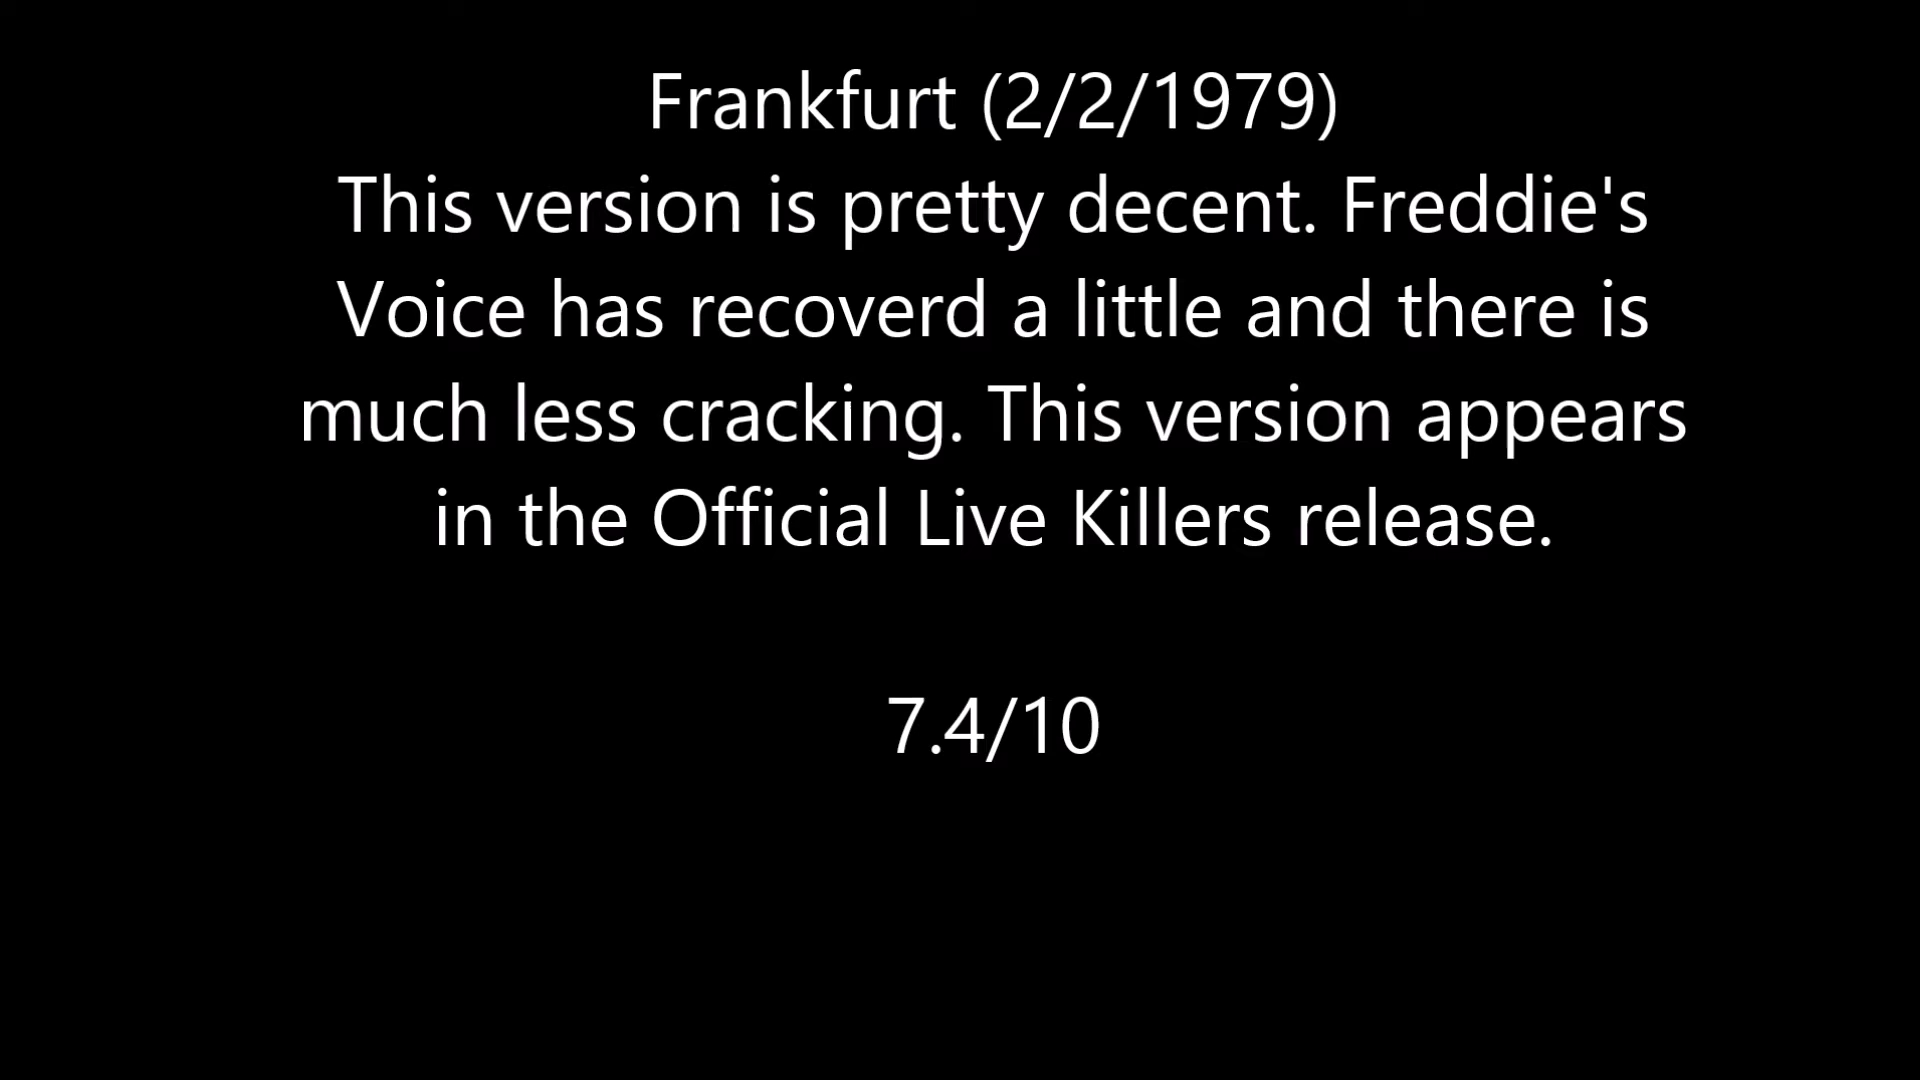 Frankfurt (2/2/1979)
This version is pretty decent. Freddie's
Voice has recoverd a little and there is
much less cracking. This version appears
in the Official Live Killers release.
7.4/10